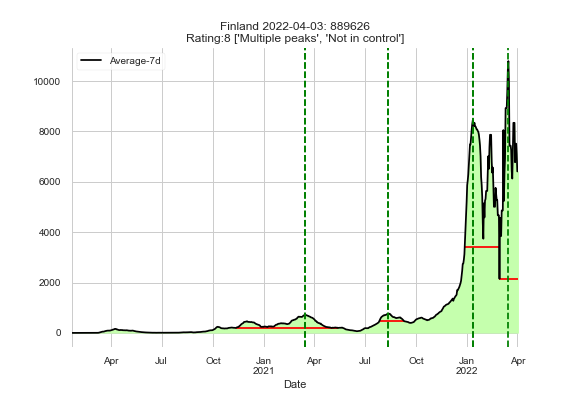 Finland 2022-04-03: 889626
Rating:8 ['Multiple peaks', 'Not in control']
Average-7d
10000
8000
6000
4000
2000
0
Apr Jul Oct Jan Apr Jul Oct Jan Apr
2021 2022
Date